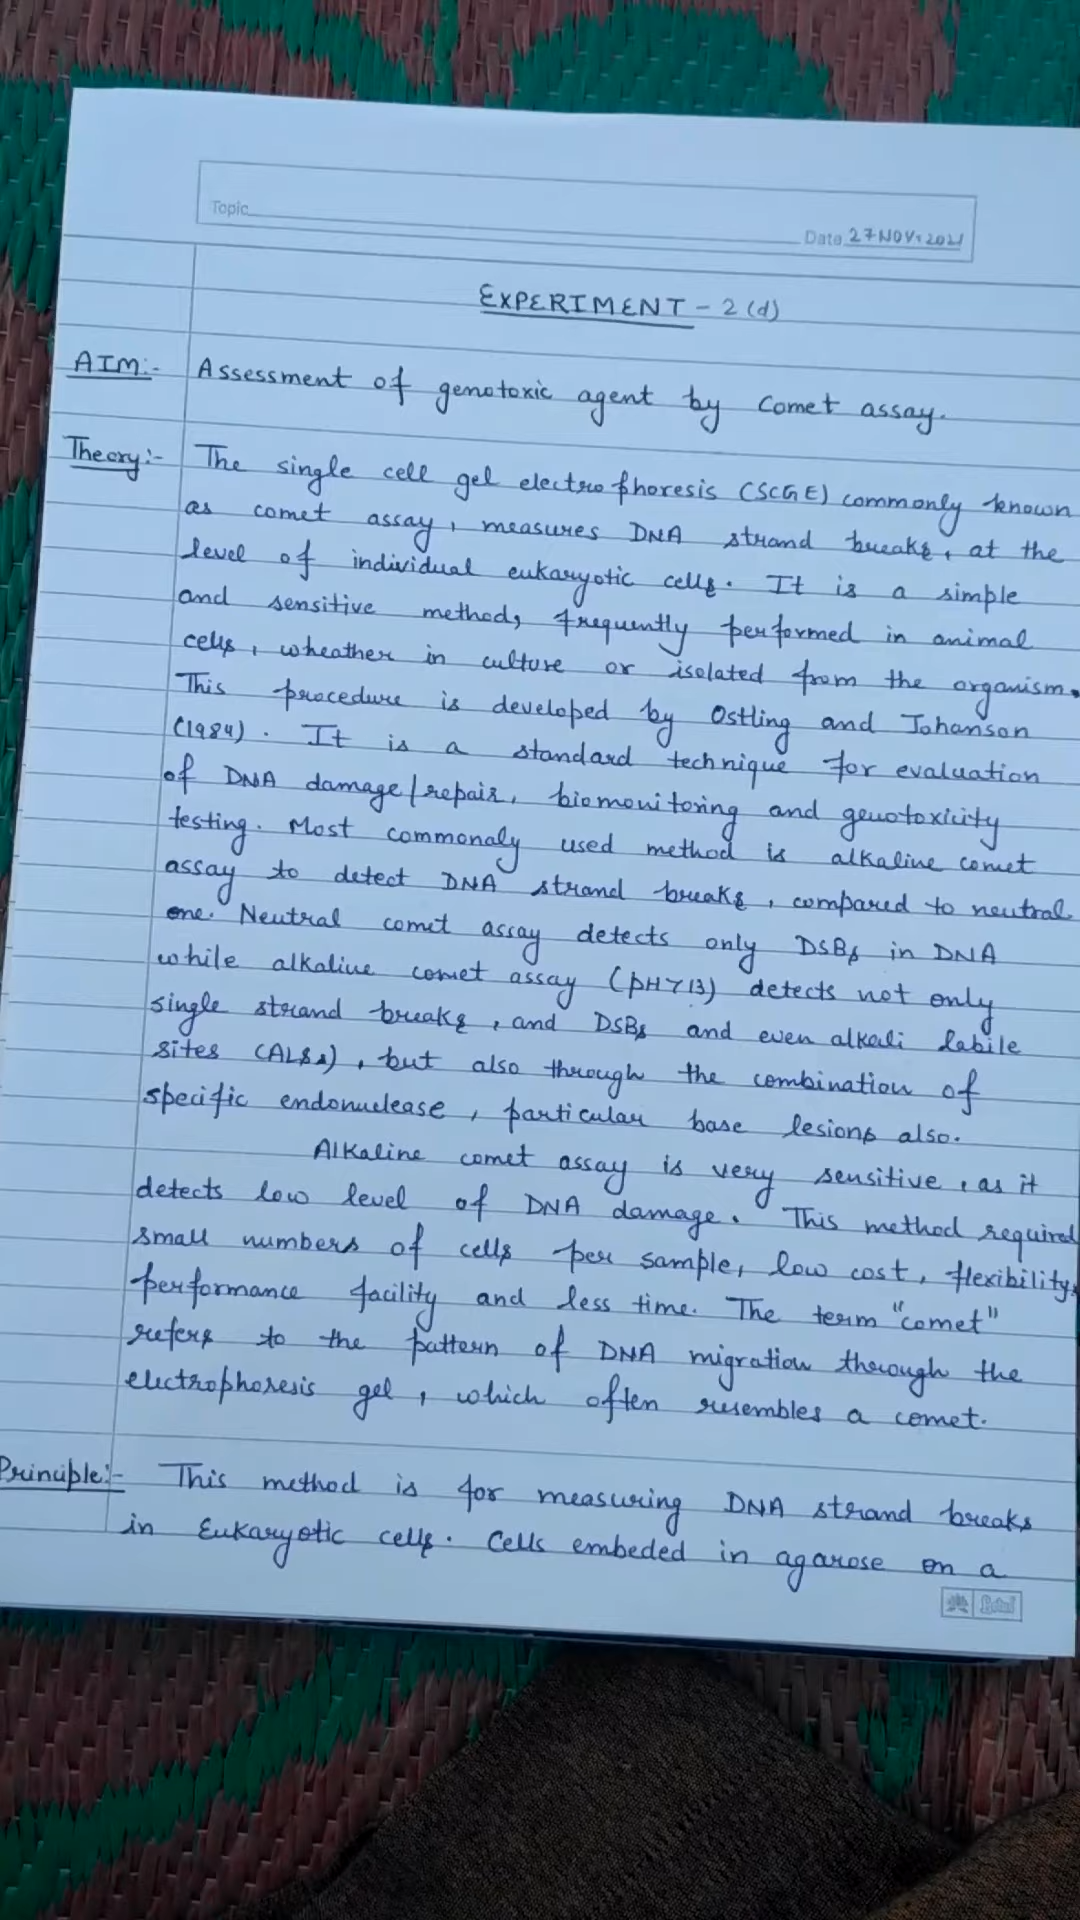 Topic
Date 27 NOV. 2021
EXPERIMENT - 2 (d)
AIM:- Assessment of genotoxic agent by comet assay.
Theory:- The single cell gel electrophoresis (SCGE) commonly known
as comet assay, measures DNA strand breaks, at the
level of individual eukaryotic cells. It is a simple
and sensitive method, frequently performed in animal
cells, wheather in culture or isolated from the organism.
This procedure is developed by Ostling and Johanson
(1984). It is a standard technique for evaluation
of DNA damage/repair, biomonitoring and genotoxicity
testing. Most commonaly used method is alkaline comet
assay to detect DNA strand breaks, compared to neutral
one. Neutral comet assay detects only DSBs in DNA
while alkaline comet assay (pH>13) detects not only
single strand breaks, and DSBs and even alkali labile
sites (ALSs), but also through the combination of
specific endonuclease, particular base lesions also.
Alkaline comet assay is very sensitive, as it
detects low level of DNA damage. This method required
small numbers of cells per sample, low cost, flexibility,
performance facility and less time. The term "comet"
refers to the pattern of DNA migration through the
electrophoresis gel, which often resembles a comet.
Principle:- This method is for measuring DNA strand breaks
in Eukaryotic cells. Cells embeded in agarose on a